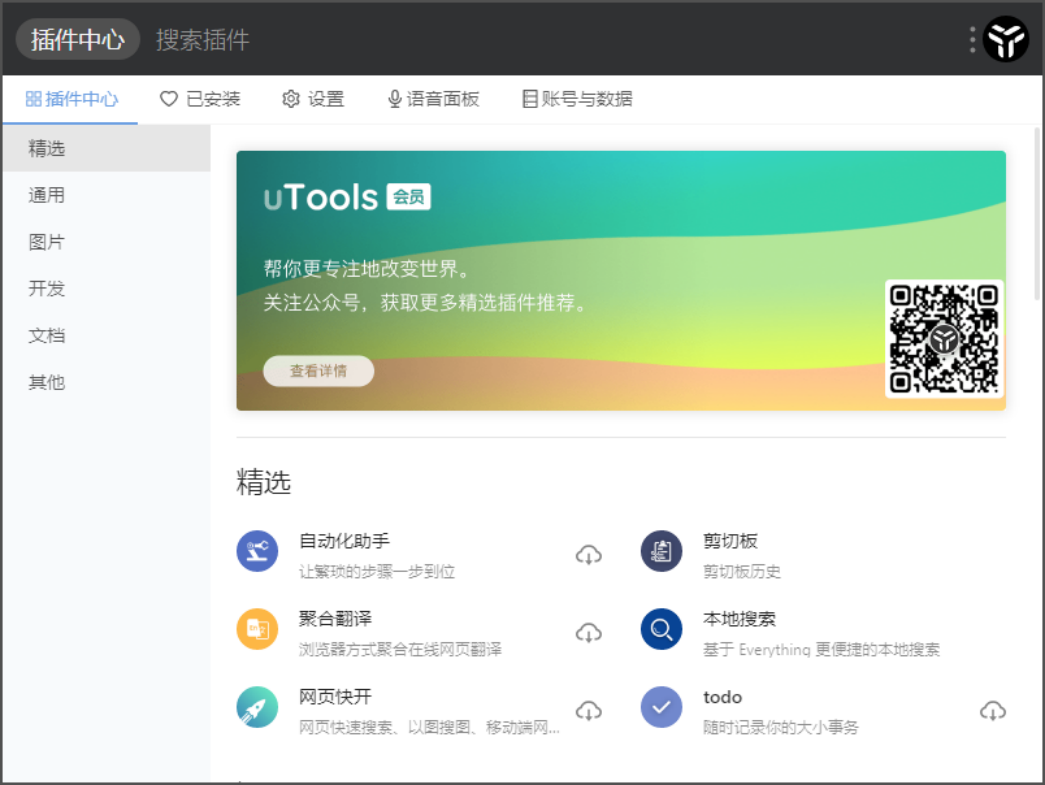 插件中心 搜索插件
插件中心 已安装 设置 语音面板 账号与数据
精选
通用
图片
开发
文档
其他
uTools 会员
帮你更专注地改变世界。
关注公众号，获取更多精选插件推荐。
查看详情
精选
自动化助手
让繁琐的步骤一步到位
剪切板
剪切板历史
聚合翻译
浏览器方式聚合在线网页翻译
本地搜索
基于 Everything 更便捷的本地搜索
网页快开
网页快速搜索、以图搜图、移动端网...
todo
随时记录你的大小事务